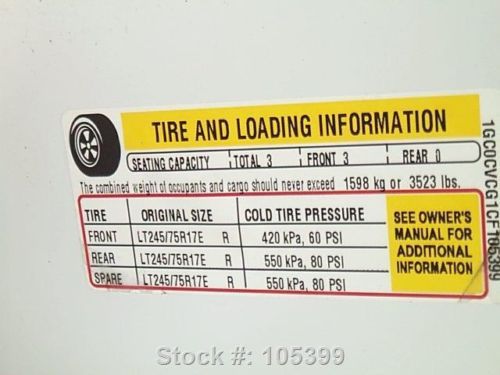 TIRE AND LOADING INFORMATION
SEATING CAPACITY TOTAL 3 FRONT 3 REAR 0
The combined weight of occupants and cargo should never exceed 1598 kg or 3523 lbs.
TIRE ORIGINAL SIZE COLD TIRE PRESSURE
FRONT LT245/75R17E R 420 kPa, 60 PSI
REAR LT245/75R17E R 550 kPa, 80 PSI
SPARE LT245/75R17E R 550 kPa, 80 PSI
SEE OWNER'S
MANUAL FOR
ADDITIONAL
INFORMATION
Stock #: 105399